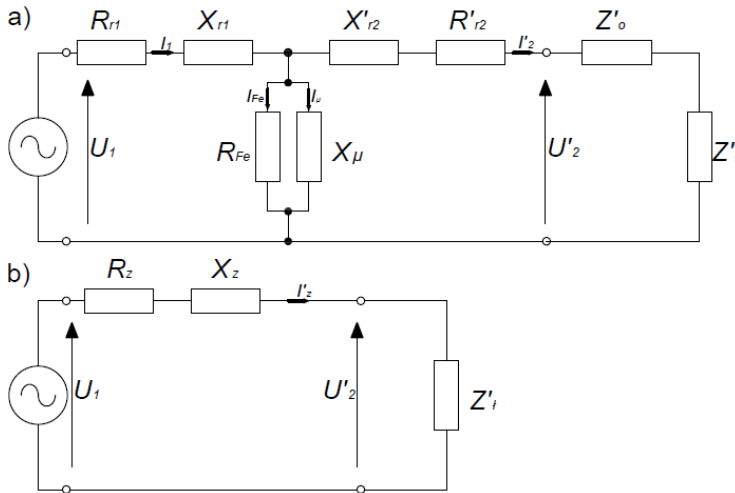 a)
Rr1 I1 Xr1 X'r2 R'r2 I'2 Z'o
IFe Iμ
U1 RFe Xμ U'2 Z'
b)
Rz Xz I'z
U1 U'2 Z'